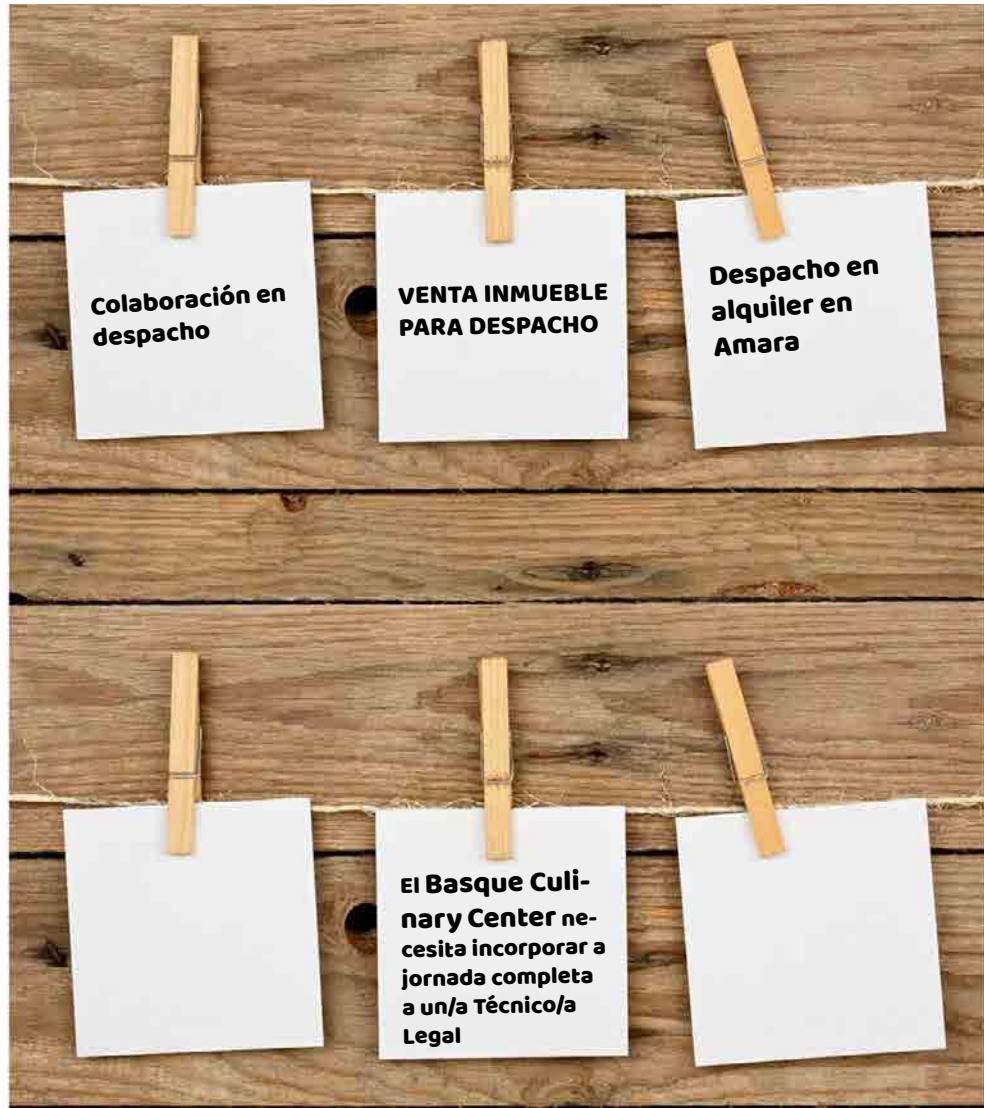 Colaboración en
despacho
VENTA INMUEBLE
PARA DESPACHO
Despacho en
alquiler en
Amara
El Basque Culi-
nary Center ne-
cesita incorporar a
jornada completa
a un/a Técnico/a
Legal